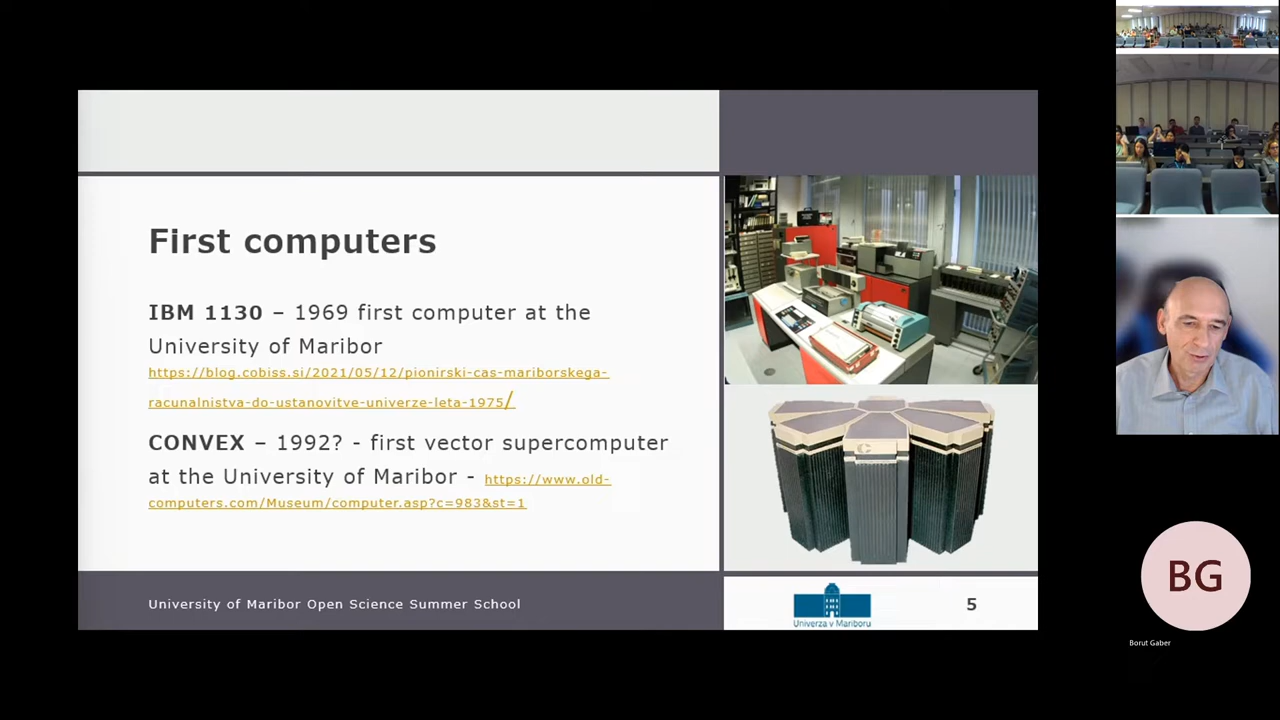 First computers
IBM 1130 – 1969 first computer at the
University of Maribor
https://blog.cobiss.si/2021/05/12/pionirski-cas-mariborskega-
racunalnistva-do-ustanovitve-univerze-leta-1975/
CONVEX – 1992? - first vector supercomputer
at the University of Maribor - https://www.old-
computers.com/Museum/computer.asp?c=983&st=1
University of Maribor Open Science Summer School
Univerza v Mariboru
5
BG
Borut Gaber